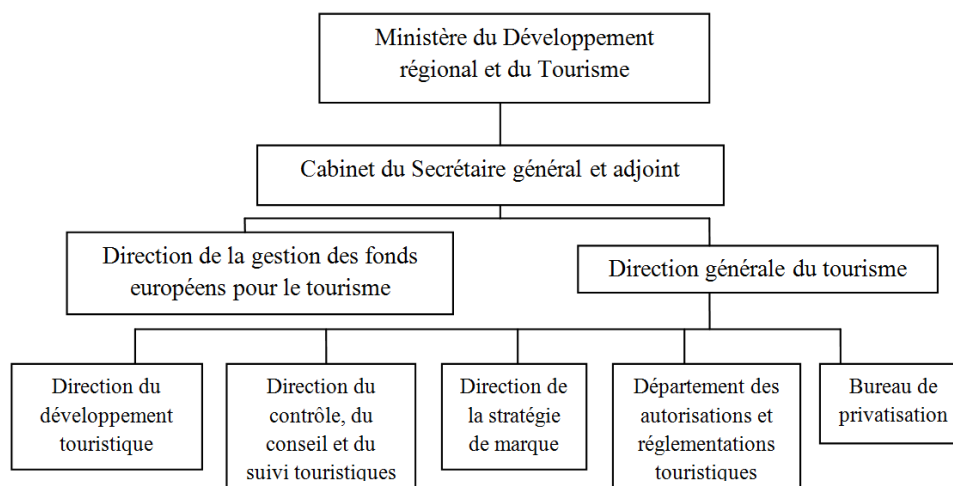 Ministère du Développement
régional et du Tourisme
Cabinet du Secrétaire général et adjoint
Direction de la gestion des fonds
européens pour le tourisme
Direction générale du tourisme
Direction du
développement
touristique
Direction du
contrôle, du
conseil et du
suivi touristiques
Direction de
la stratégie
de marque
Département des
autorisations et
réglementations
touristiques
Bureau de
privatisation